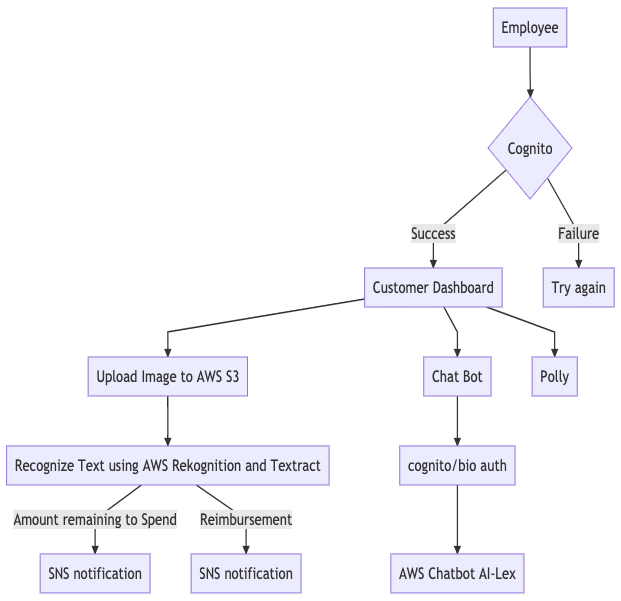 Employee
Cognito
Success
Failure
Customer Dashboard
Try again
Upload Image to AWS S3
Chat Bot
Polly
Recognize Text using AWS Rekognition and Textract
cognito/bio auth
Amount remaining to Spend
Reimbursement
SNS notification
SNS notification
AWS Chatbot AI-Lex